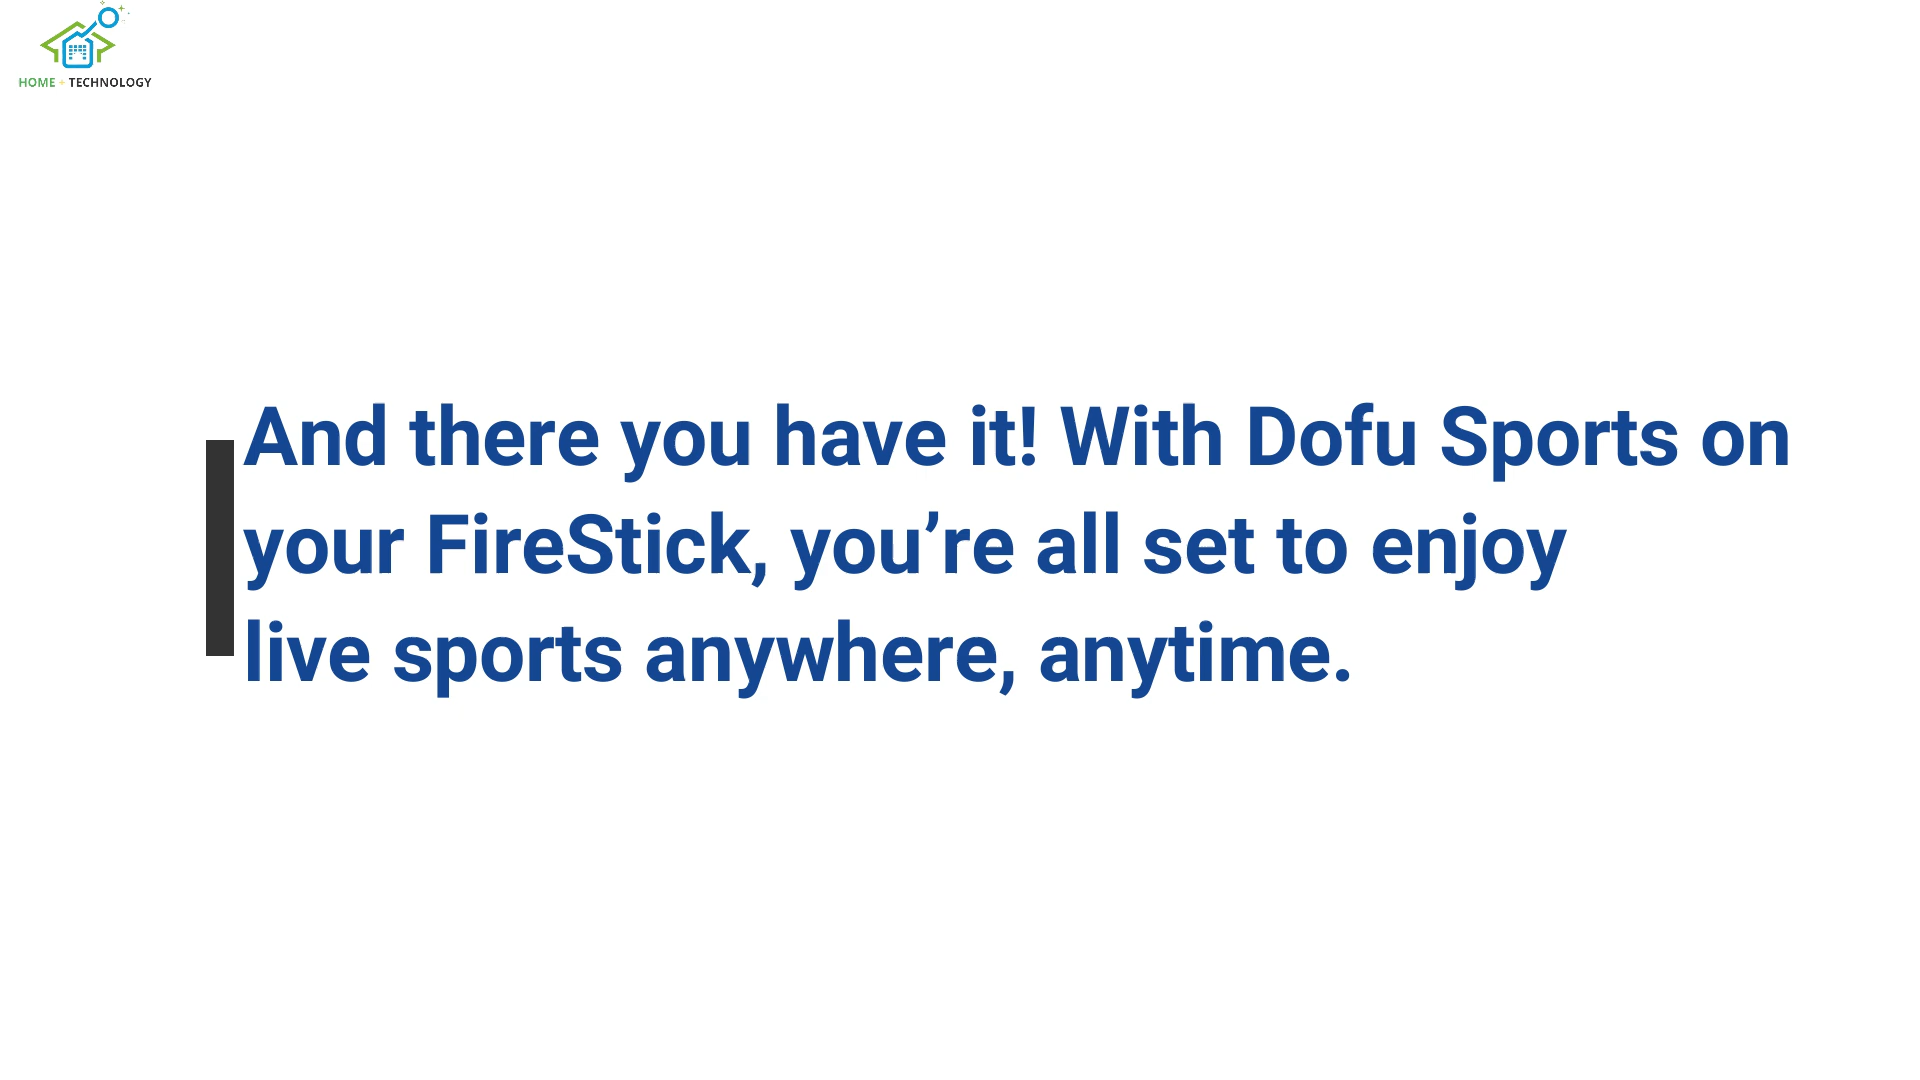 HOME + TECHNOLOGY
And there you have it! With Dofu Sports on
your FireStick, you’re all set to enjoy
live sports anywhere, anytime.